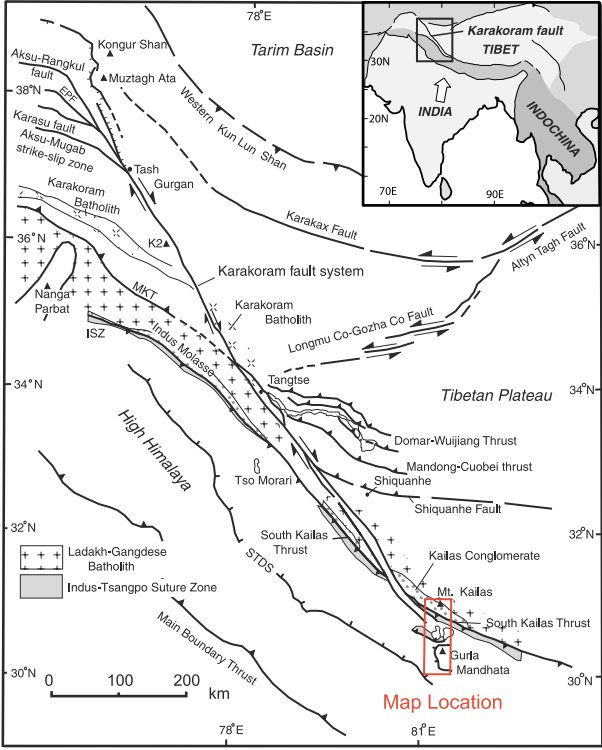 78°E
Kongur Shan
Tarim Basin
Aksu-Rangkul
fault
Muztagh Ata
38°N
EPF
Karasu fault
Aksu-Mugab
strike-slip zone
Western Kun Lun Shan
Tash
Gurgan
Karakoram
Batholith
36°N
K2
Karakax Fault
Altyn Tagh Fault
36°N
Karakoram fault system
Nanga
Parbat
MKT
Karakoram
Batholith
ISZ
Indus Molasse
Longmu Co-Gozha Co Fault
34°N
Tangtse
34°N
Tibetan Plateau
High Himalaya
Domar-Wuijiang Thrust
Mandong-Cuobei thrust
Tso Morari
Shiquanhe
Shiquanhe Fault
32°N
South Kailas
Thrust
32°N
Kailas Conglomerate
Ladakh-Gangdese
Batholith
Indus-Tsangpo Suture Zone
STDS
Mt. Kailas
South Kailas Thrust
Main Boundary Thrust
Gurla
Mandhata
30°N
30°N
0 100 200
km
Map Location
78°E
81°E
Karakoram fault
TIBET
30N
INDIA
20N
INDOCHINA
70E
90E